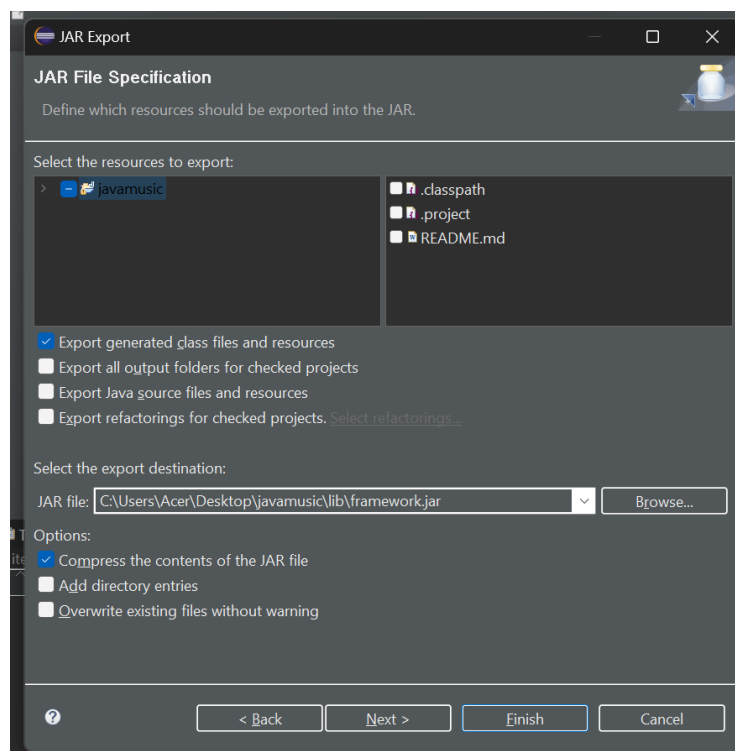 JAR Export
JAR File Specification
Define which resources should be exported into the JAR.
Select the resources to export:
javamusic
.classpath
.project
README.md
Export generated class files and resources
Export all output folders for checked projects
Export Java source files and resources
Export refactorings for checked projects. Select refactorings...
Select the export destination:
JAR file: C:\Users\Acer\Desktop\javamusic\lib\framework.jar Browse...
Options:
Compress the contents of the JAR file
Add directory entries
Overwrite existing files without warning
? < Back Next > Finish Cancel